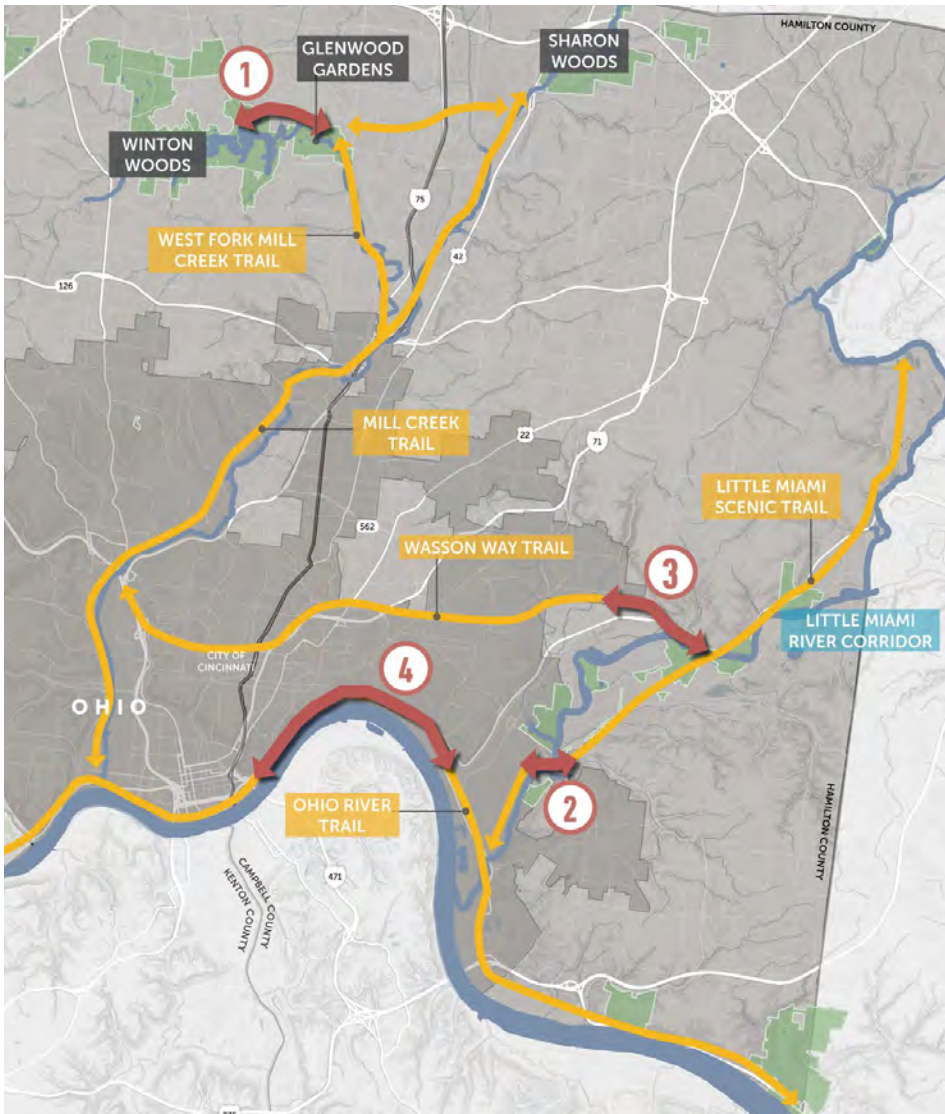 HAMILTON COUNTY
SHARON
WOODS
GLENWOOD
GARDENS
1
WINTON
WOODS
75
WEST FORK MILL
CREEK TRAIL
42
126
MILL CREEK
TRAIL
22
71
LITTLE MIAMI
SCENIC TRAIL
562
WASSON WAY TRAIL
3
LITTLE MIAMI
RIVER CORRIDOR
CITY OF
CINCINNATI
4
OHIO
2
OHIO RIVER
TRAIL
HAMILTON COUNTY
471
CAMPBELL COUNTY
KENTON COUNTY